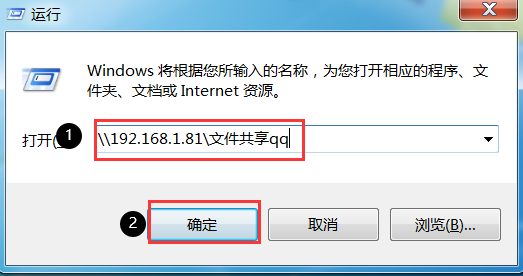 运行
Windows 将根据您所输入的名称，为您打开相应的程序、文
件夹、文档或 Internet 资源。
打开(
1
\\192.168.1.81\文件共享qq
2
确定
取消
浏览(B)...